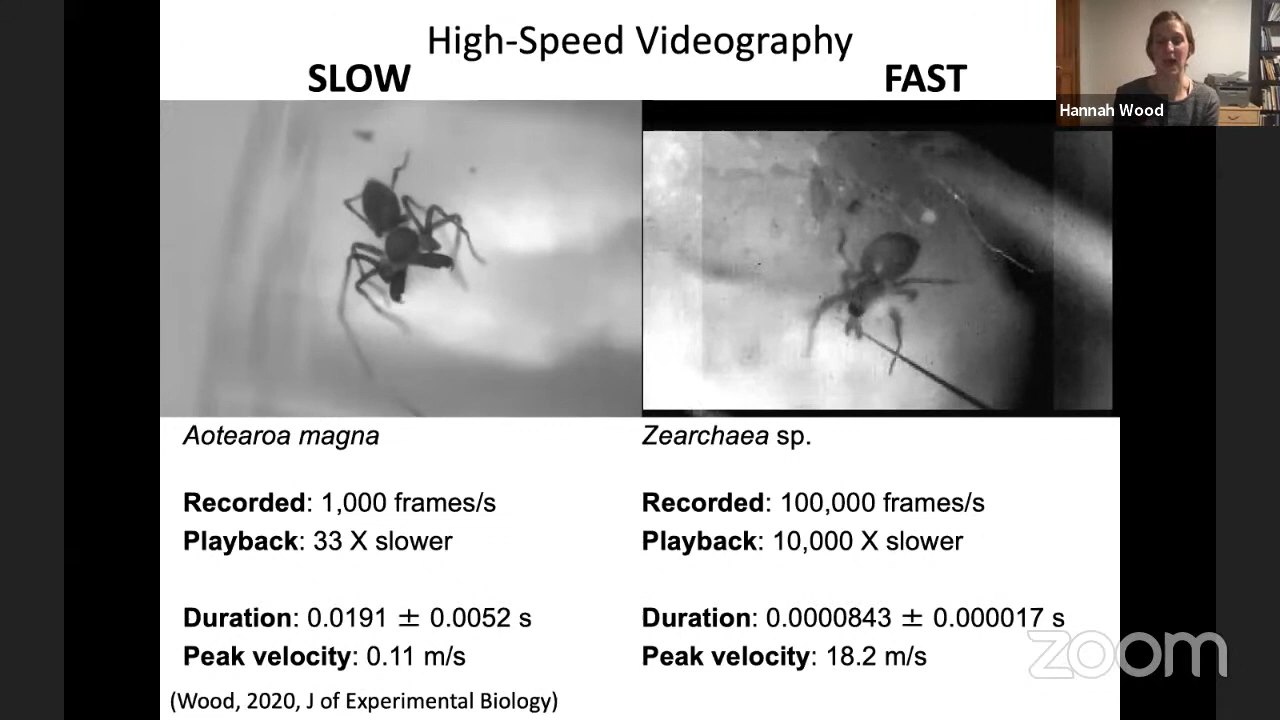 High-Speed Videography
SLOW
FAST
Hannah Wood
Aotearoa magna
Zearchaea sp.
Recorded: 1,000 frames/s
Recorded: 100,000 frames/s
Playback: 33 X slower
Playback: 10,000 X slower
Duration: 0.0191 ± 0.0052 s
Duration: 0.0000843 ± 0.000017 s
Peak velocity: 0.11 m/s
Peak velocity: 18.2 m/s
zoom
(Wood, 2020, J of Experimental Biology)